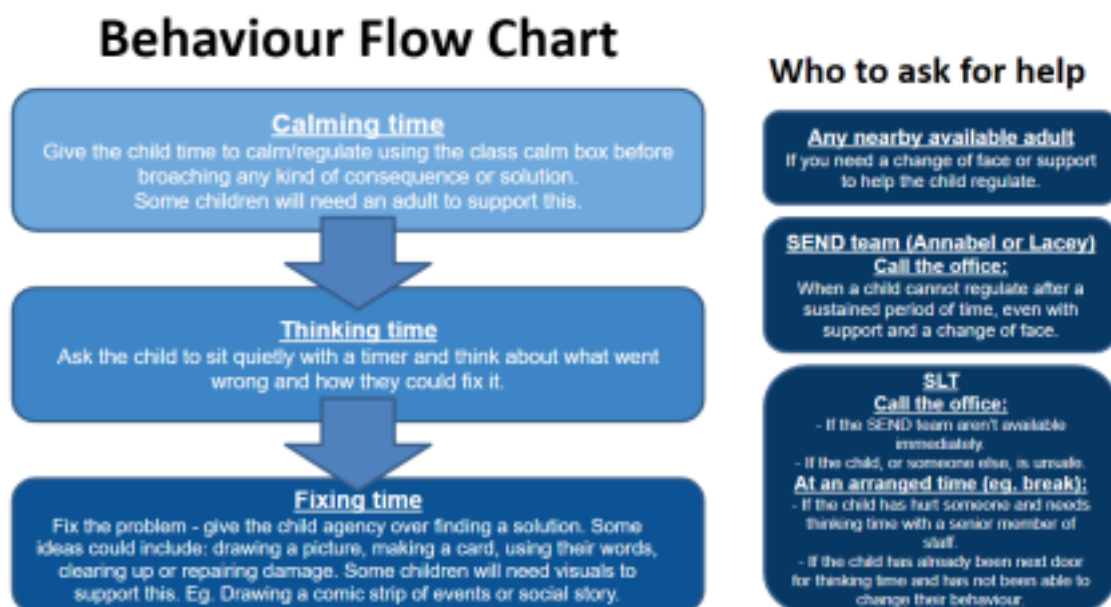 Behaviour Flow Chart
Calming time
Give the child time to calm/regulate using the class calm box before
broaching any kind of consequence or solution.
Some children will need an adult to support this.
Thinking time
Ask the child to sit quietly with a timer and think about what went
wrong and how they could fix it.
Fixing time
Fix the problem - give the child agency over finding a solution. Some
ideas could include: drawing a picture, making a card, using their words,
clearing up or repairing damage. Some children will need visuals to
support this. Eg. Drawing a comic strip of events or social story.
Who to ask for help
Any nearby available adult
If you need a change of face or support
to help the child regulate.
SEND team (Annabel or Lacey)
Call the office:
When a child cannot regulate after a
sustained period of time, even with
support and a change of face.
SLT
Call the office:
- If the SEND team aren't available
immediately.
- If the child, or someone else, is unsafe.
At an arranged time (eg. break):
- If the child has hurt someone and needs
thinking time with a senior member of
staff.
- If the child has already been next door
for thinking time and has not been able to
change their behaviour.